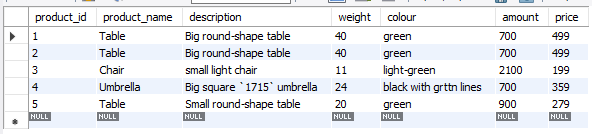 product_id product_name description weight colour amount price
1 Table Big round-shape table 40 green 700 499
2 Table Big round-shape table 40 green 700 499
3 Chair small light chair 11 light-green 2100 199
4 Umbrella Big square `1715` umbrella 24 black with grttn lines 700 359
5 Table Small round-shape table 20 green 900 279
NULL NULL NULL NULL NULL NULL NULL